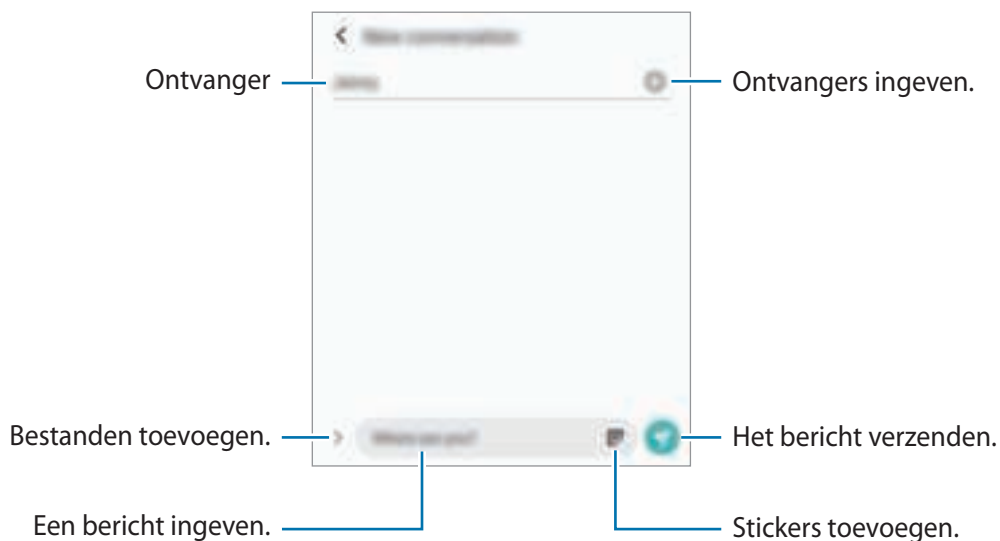 Ontvanger
Ontvangers ingeven.
Bestanden toevoegen.
Het bericht verzenden.
Een bericht ingeven.
Stickers toevoegen.